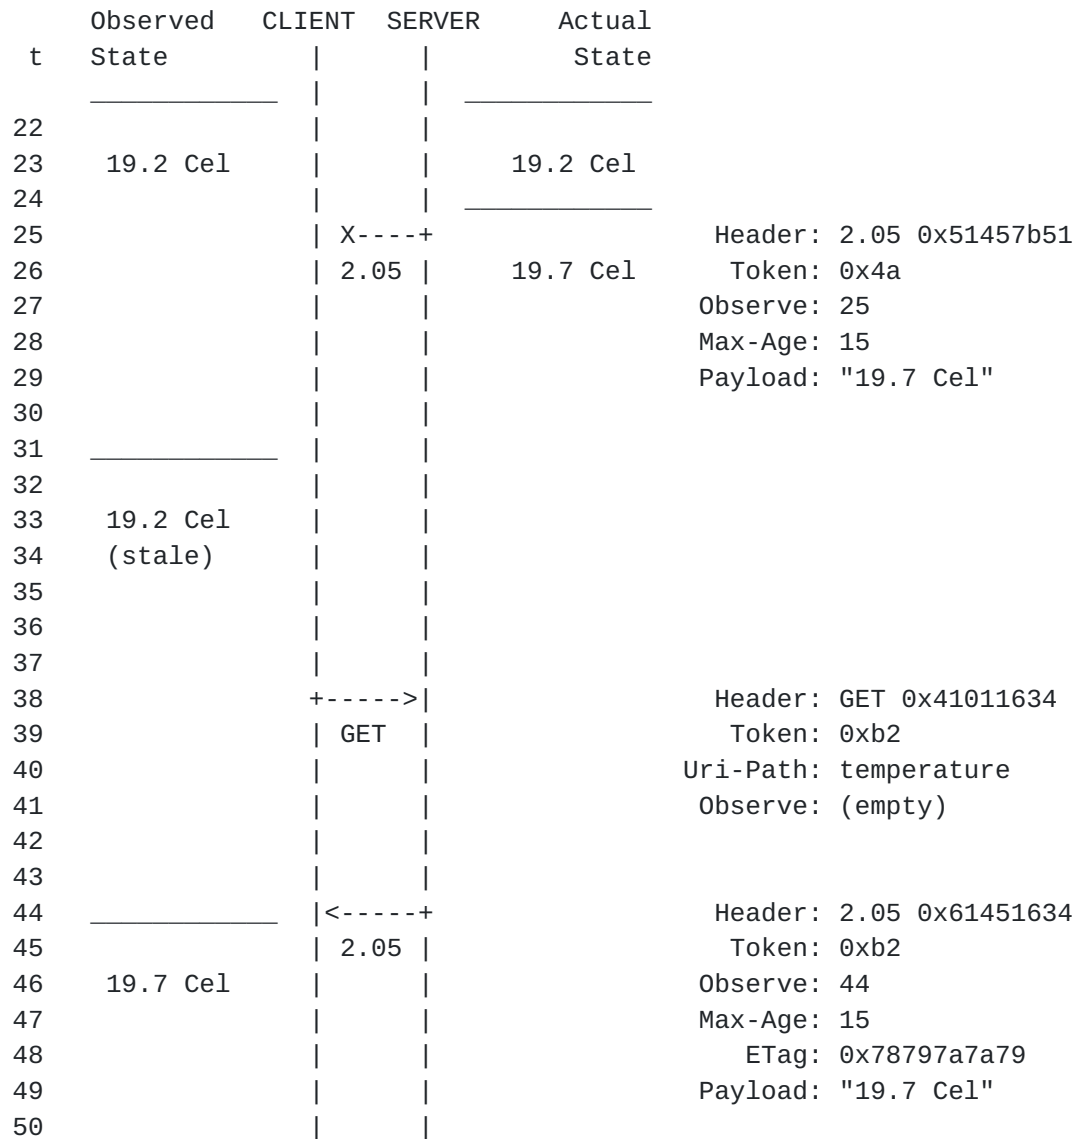 Observed   CLIENT  SERVER     Actual
 t   State         |      |         State
     ____________  |      |  ____________
22                 |      |
23    19.2 Cel     |      |     19.2 Cel
24                 |      |  ____________
25                 | X----+                  Header: 2.05 0x51457b51
26                 | 2.05 |     19.7 Cel      Token: 0x4a
27                 |      |                 Observe: 25
28                 |      |                 Max-Age: 15
29                 |      |                 Payload: "19.7 Cel"
30                 |      |
31   ____________  |      |
32                 |      |
33    19.2 Cel     |      |
34    (stale)      |      |
35                 |      |
36                 |      |
37                 |      |
38                 +----->|                  Header: GET 0x41011634
39                 | GET  |                   Token: 0xb2
40                 |      |                Uri-Path: temperature
41                 |      |                 Observe: (empty)
42                 |      |
43                 |      |
44   ____________  |<-----+                  Header: 2.05 0x61451634
45                 | 2.05 |                   Token: 0xb2
46    19.7 Cel     |      |                 Observe: 44
47                 |      |                 Max-Age: 15
48                 |      |                    ETag: 0x78797a7a79
49                 |      |                 Payload: "19.7 Cel"
50                 |      |